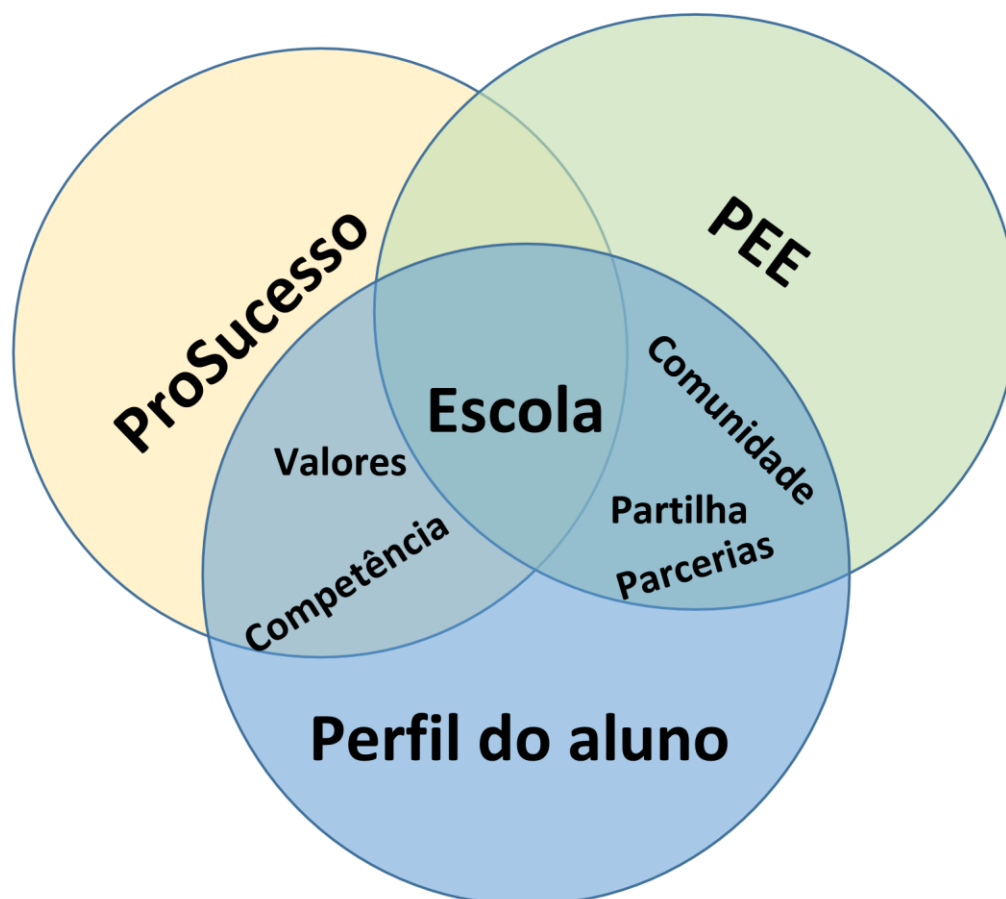 ProSucesso
PEE
Comunidade
Escola
Valores
Partilha
Parcerias
Competência
Perfil do aluno